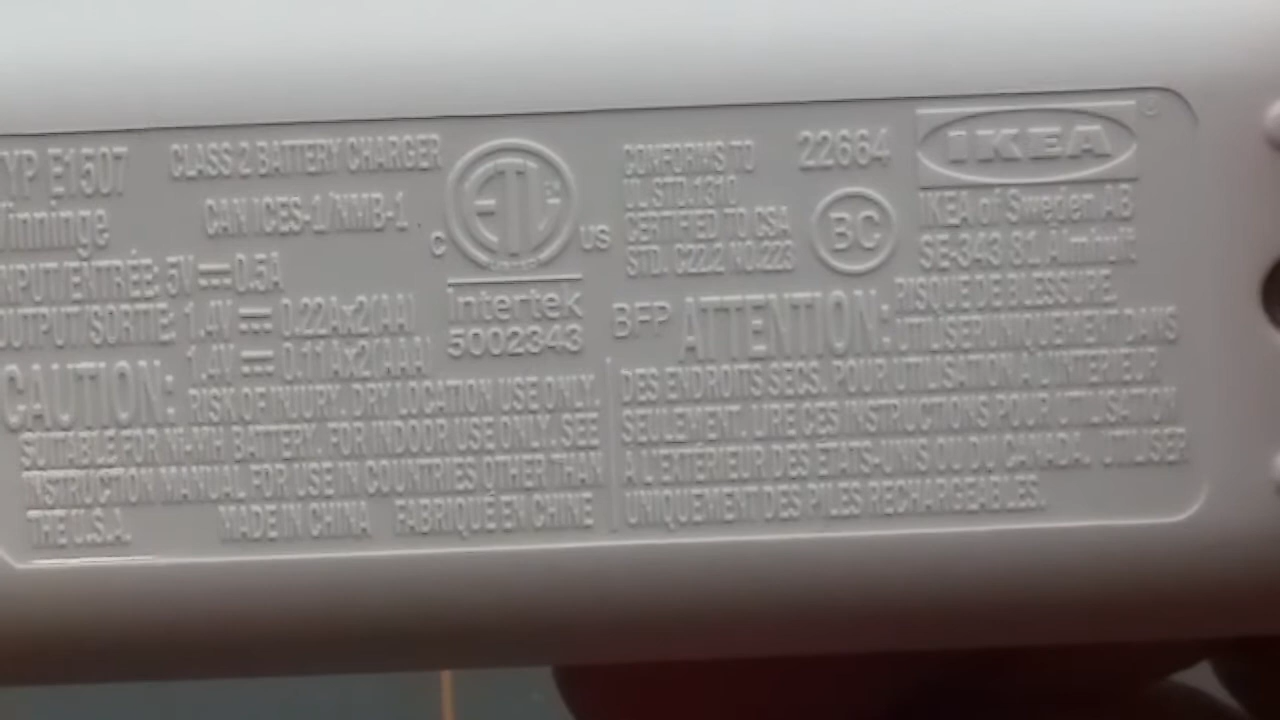 TYP E1507
Vinninge
CLASS 2 BATTERY CHARGER
CAN ICES-1/NMB-1
INPUT/ENTRÉE: 5V 0.5A
OUTPUT/SORTIE: 1.4V 0.22Ax2(AA)
1.4V 0.11Ax2(AAA)
CAUTION: RISK OF INJURY. DRY LOCATION USE ONLY.
SUITABLE FOR NI-MH BATTERY. FOR INDOOR USE ONLY. SEE
INSTRUCTION MANUAL FOR USE IN COUNTRIES OTHER THAN
THE U.S.A. MADE IN CHINA FABRIQUÉ EN CHINE
ETL
C US
Intertek
5002343
CONFORMS TO
UL STD.1310
CERTIFIED TO CSA
STD. C22.2 NO.223
22664
BC
IKEA®
IKEA of Sweden AB
SE-343 81 Älmhult
BFP ATTENTION: RISQUE DE BLESSURE.
UTILISER UNIQUEMENT DANS
DES ENDROITS SECS. POUR UTILISATION À L'INTÉRIEUR
SEULEMENT. LIRE CES INSTRUCTIONS POUR UTILISATION
À L'EXTÉRIEUR DES ÉTATS-UNIS OU DU CANADA. UTILISER
UNIQUEMENT DES PILES RECHARGEABLES.